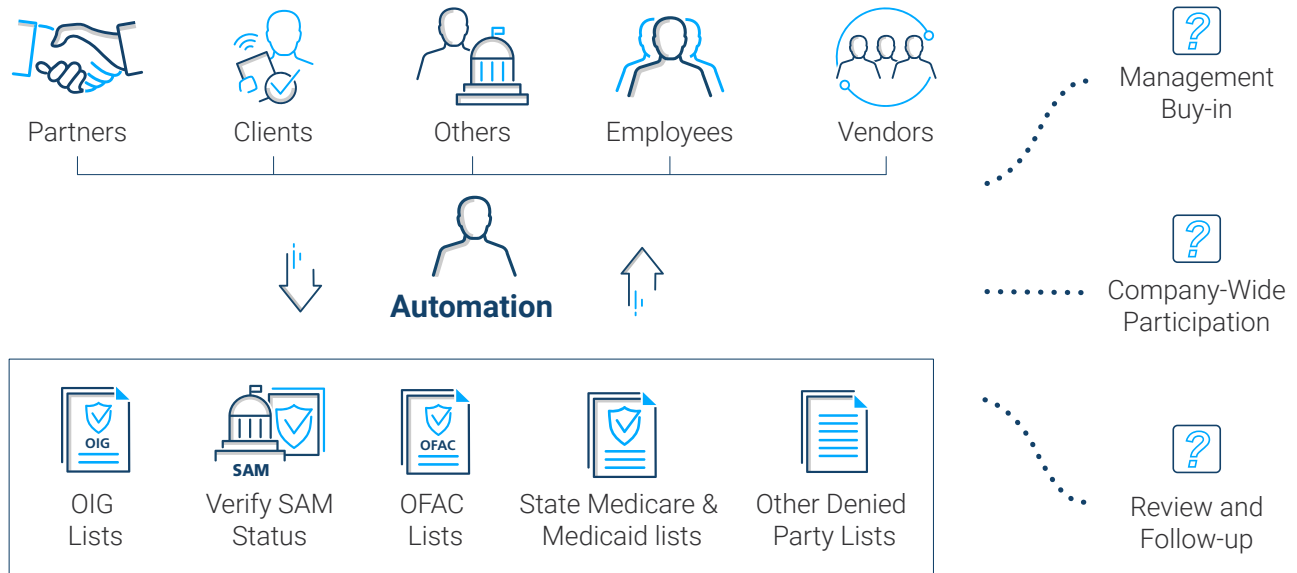 Partners
Clients
Others
Employees
Vendors
?
Management
Buy-in
Automation
?
Company-Wide
Participation
OIG
SAM
OFAC
OIG
Lists
Verify SAM
Status
OFAC
Lists
State Medicare &
Medicaid lists
Other Denied
Party Lists
?
Review and
Follow-up